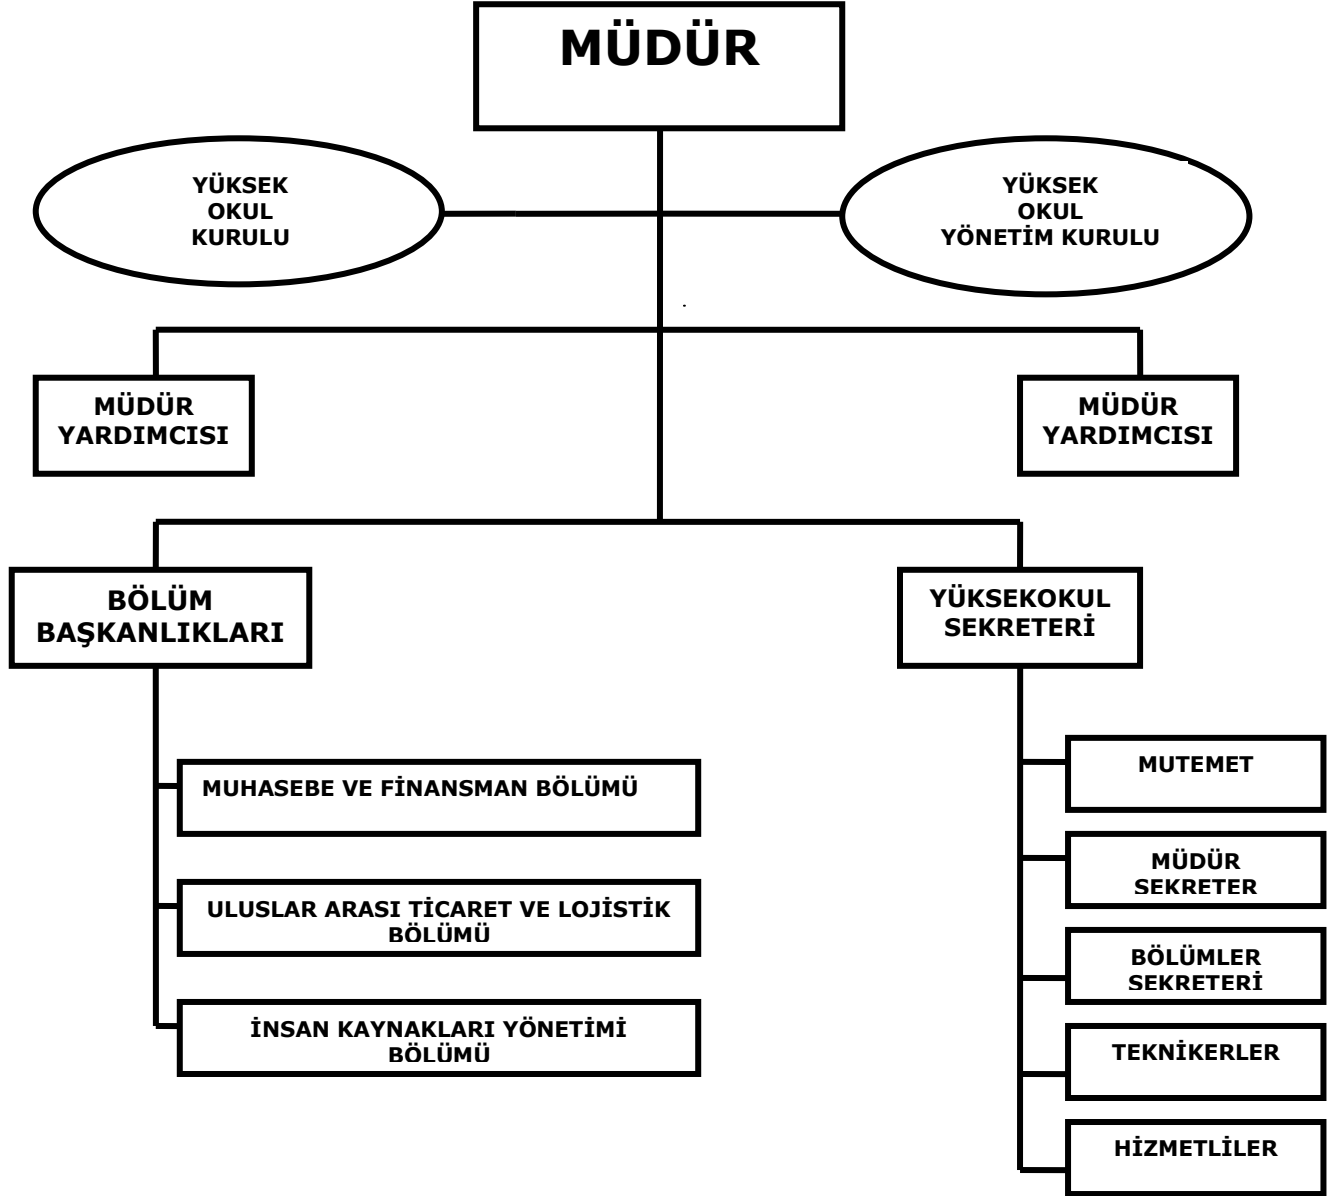 MÜDÜR
YÜKSEK
OKUL
KURULU
YÜKSEK
OKUL
YÖNETİM KURULU
MÜDÜR
YARDIMCISI
MÜDÜR
YARDIMCISI
BÖLÜM
BAŞKANLIKLARI
YÜKSEKOKUL
SEKRETERİ
MUHASEBE VE FİNANSMAN BÖLÜMÜ
ULUSLAR ARASI TİCARET VE LOJİSTİK
BÖLÜMÜ
İNSAN KAYNAKLARI YÖNETİMİ
BÖLÜMÜ
MUTEMET
MÜDÜR
SEKRETER
BÖLÜMLER
SEKRETERİ
TEKNİKERLER
HİZMETLİLER